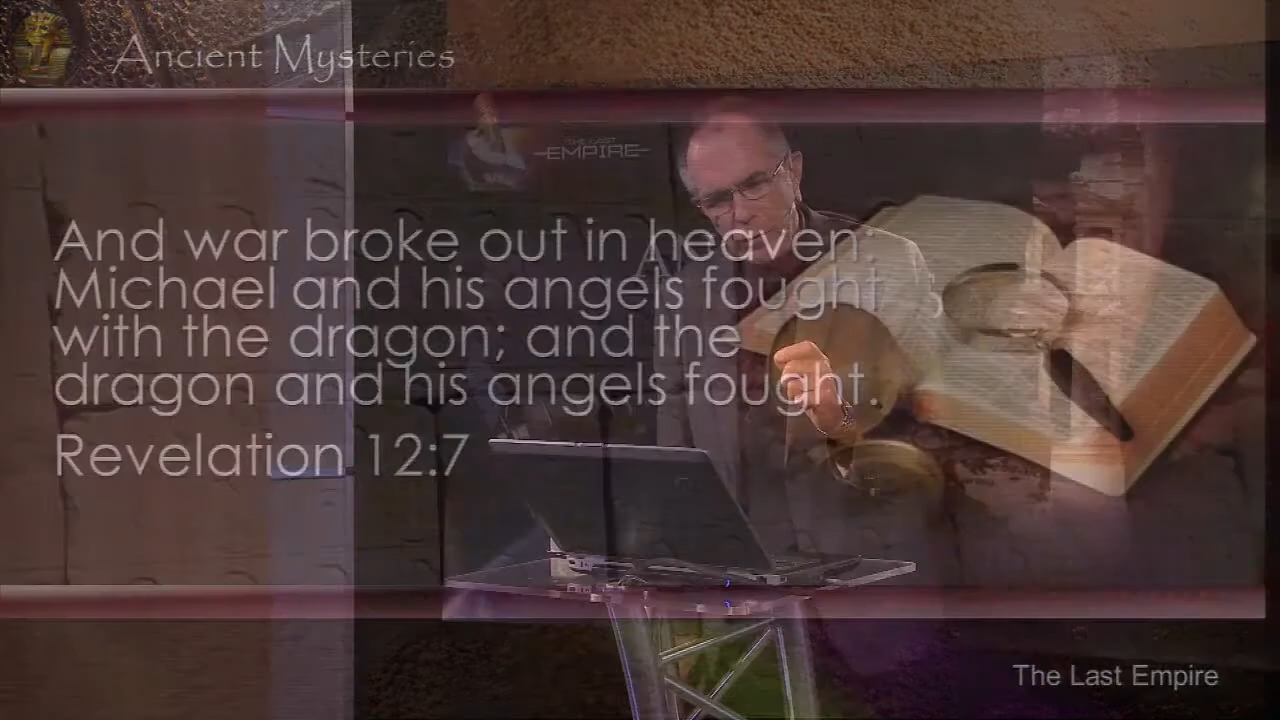 Ancient Mysteries
THE LAST
EMPIRE
And war broke out in heaven:
Michael and his angels fought
with the dragon; and the
dragon and his angels fought.
Revelation 12:7
The Last Empire